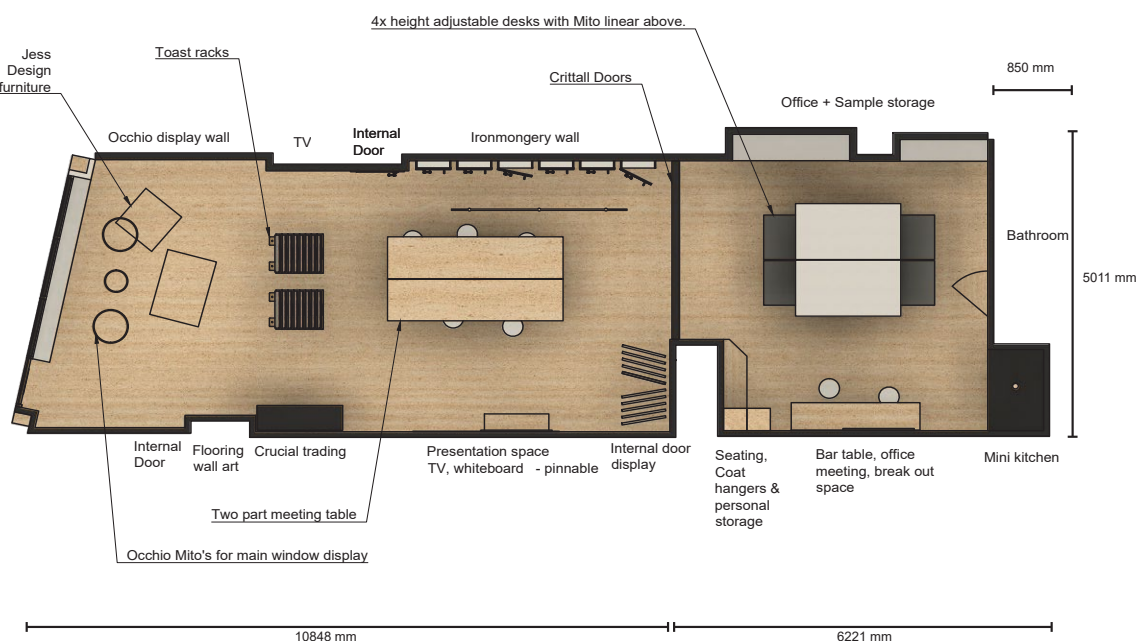 4x height adjustable desks with Mito linear above.
Jess
Design
furniture
Toast racks
Crittall Doors
850 mm
Office + Sample storage
Occhio display wall
TV
Internal
Door
Ironmongery wall
Bathroom
5011 mm
Internal
Door
Flooring
wall art
Crucial trading
Presentation space
TV, whiteboard - pinnable
Internal door
display
Seating,
Coat
hangers &
personal
storage
Bar table, office
meeting, break out
space
Mini kitchen
Two part meeting table
Occhio Mito's for main window display
10848 mm
6221 mm